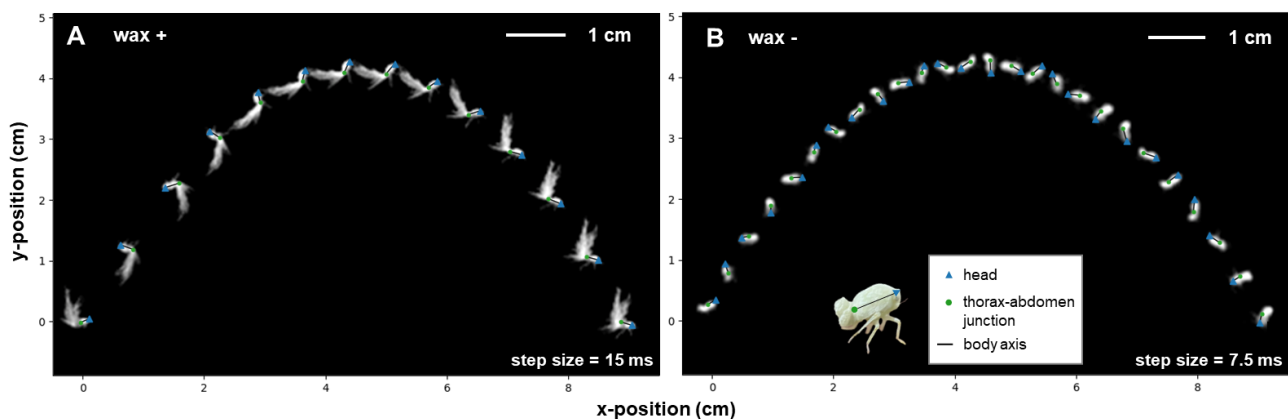 A wax +
1 cm
B wax -
1 cm
y-position (cm)
5
4
3
2
1
0
5
4
3
2
1
0
head
thorax-abdomen
junction
body axis
step size = 15 ms
step size = 7.5 ms
0 2 4 6 8
0 2 4 6 8
x-position (cm)